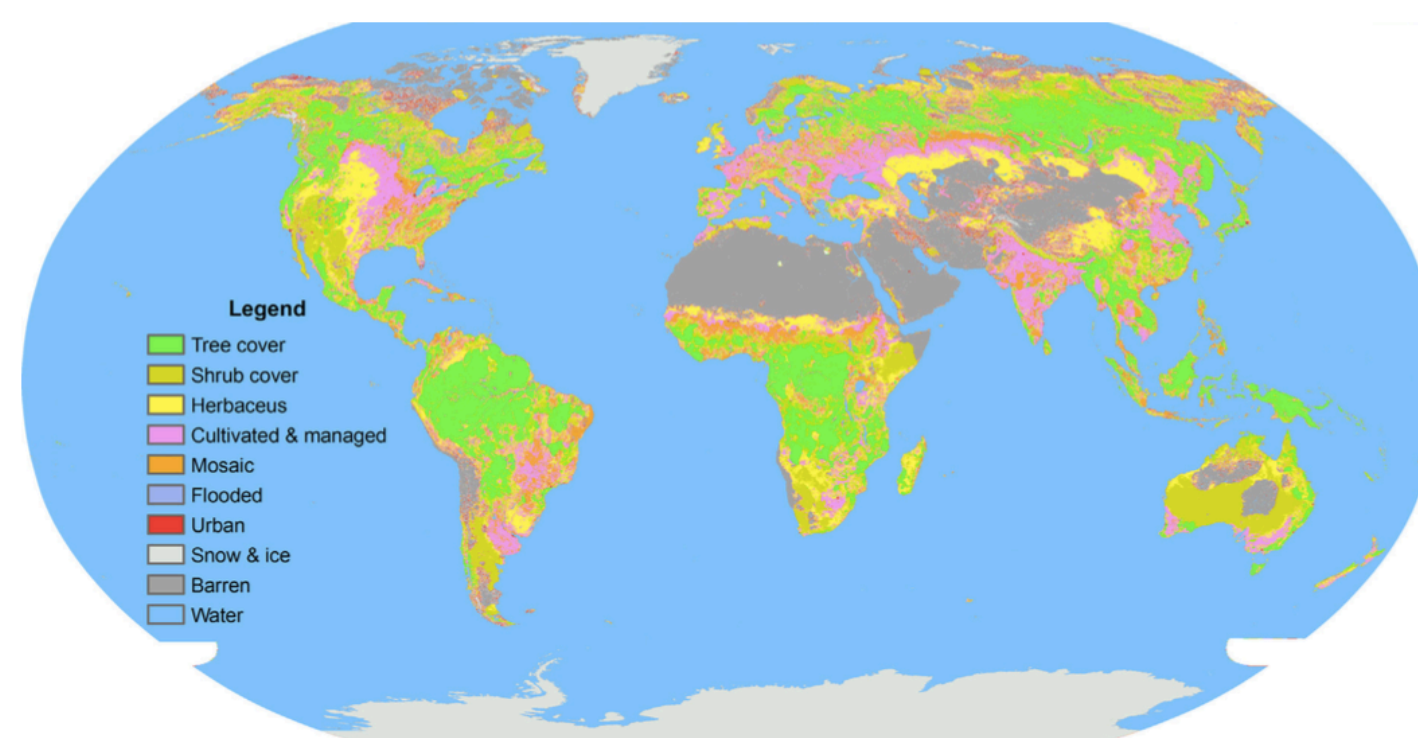 Legend
Tree cover
Shrub cover
Herbaceus
Cultivated & managed
Mosaic
Flooded
Urban
Snow & ice
Barren
Water